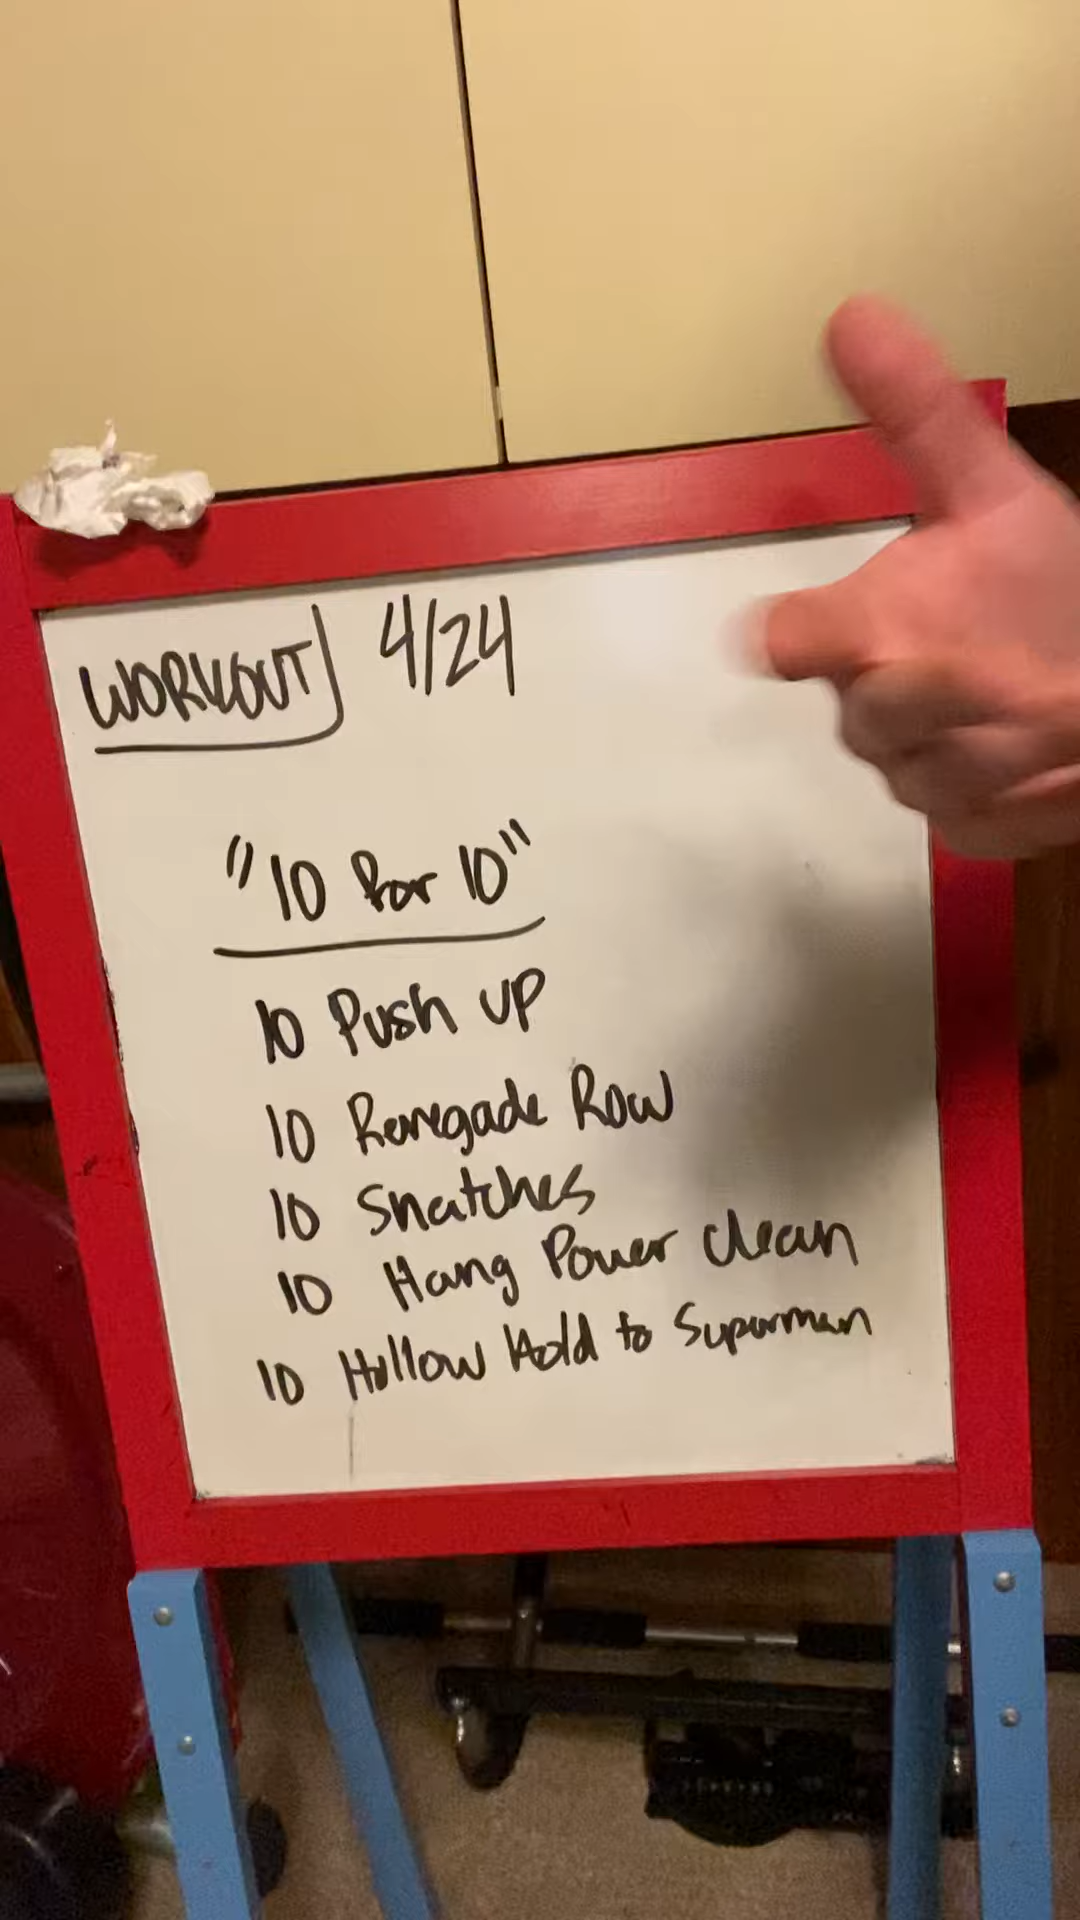 WORKOUT 4/24
"10 for 10"
10 Push up
10 Renegade Row
10 Snatches
10 Hang Power Clean
10 Hollow Hold to Superman